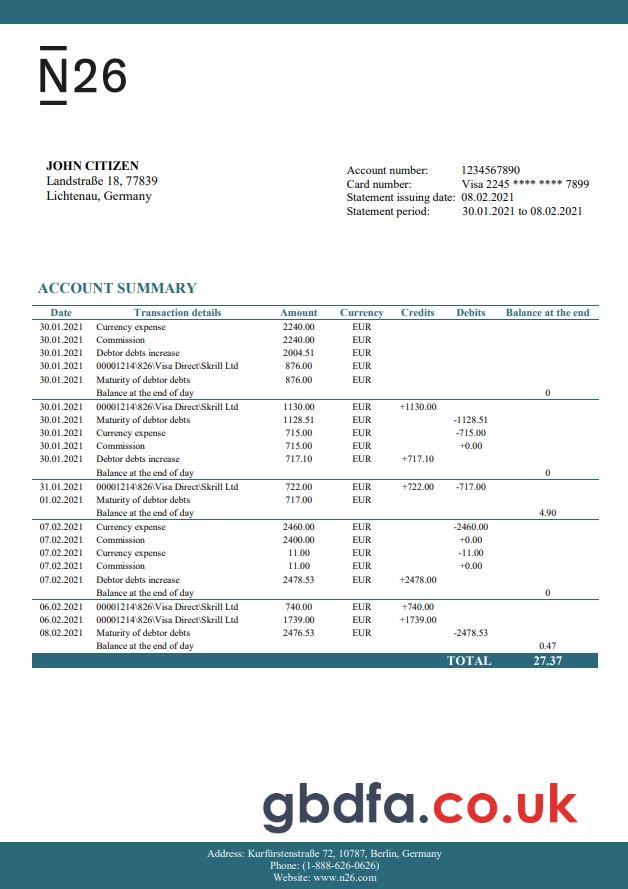 N26
JOHN CITIZEN
Landstraße 18, 77839
Lichtenau, Germany
Account number: 1234567890
Card number: Visa 2245 **** **** 7899
Statement issuing date: 08.02.2021
Statement period: 30.01.2021 to 08.02.2021
ACCOUNT SUMMARY
Date Transaction details Amount Currency Credits Debits Balance at the end
30.01.2021 Currency expense 2240.00 EUR
30.01.2021 Commission 2240.00 EUR
30.01.2021 Debtor debts increase 2004.51 EUR
30.01.2021 00001214\826\Visa Direct\Skrill Ltd 876.00 EUR
30.01.2021 Maturity of debtor debts 876.00 EUR
Balance at the end of day 0
30.01.2021 00001214\826\Visa Direct\Skrill Ltd 1130.00 EUR +1130.00
30.01.2021 Maturity of debtor debts 1128.51 EUR -1128.51
30.01.2021 Currency expense 715.00 EUR -715.00
30.01.2021 Commission 715.00 EUR +0.00
30.01.2021 Debtor debts increase 717.10 EUR +717.10
Balance at the end of day 0
31.01.2021 00001214\826\Visa Direct\Skrill Ltd 722.00 EUR +722.00 -717.00
01.02.2021 Maturity of debtor debts 717.00 EUR
Balance at the end of day 4.90
07.02.2021 Currency expense 2460.00 EUR -2460.00
07.02.2021 Commission 2400.00 EUR +0.00
07.02.2021 Currency expense 11.00 EUR -11.00
07.02.2021 Commission 11.00 EUR +0.00
07.02.2021 Debtor debts increase 2478.53 EUR +2478.00
Balance at the end of day 0
06.02.2021 00001214\826\Visa Direct\Skrill Ltd 740.00 EUR +740.00
06.02.2021 00001214\826\Visa Direct\Skrill Ltd 1739.00 EUR +1739.00
08.02.2021 Maturity of debtor debts 2476.53 EUR -2478.53
Balance at the end of day 0.47
TOTAL 27.37
gbdfa.co.uk
Address: Kurfürstenstraße 72, 10787, Berlin, Germany
Phone: (1-888-626-0626)
Website: www.n26.com